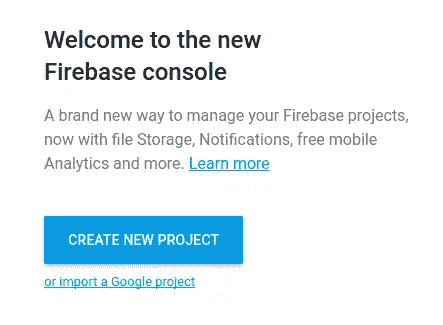 Welcome to the new
Firebase console
A brand new way to manage your Firebase projects,
now with file Storage, Notifications, free mobile
Analytics and more. Learn more
CREATE NEW PROJECT
or import a Google project